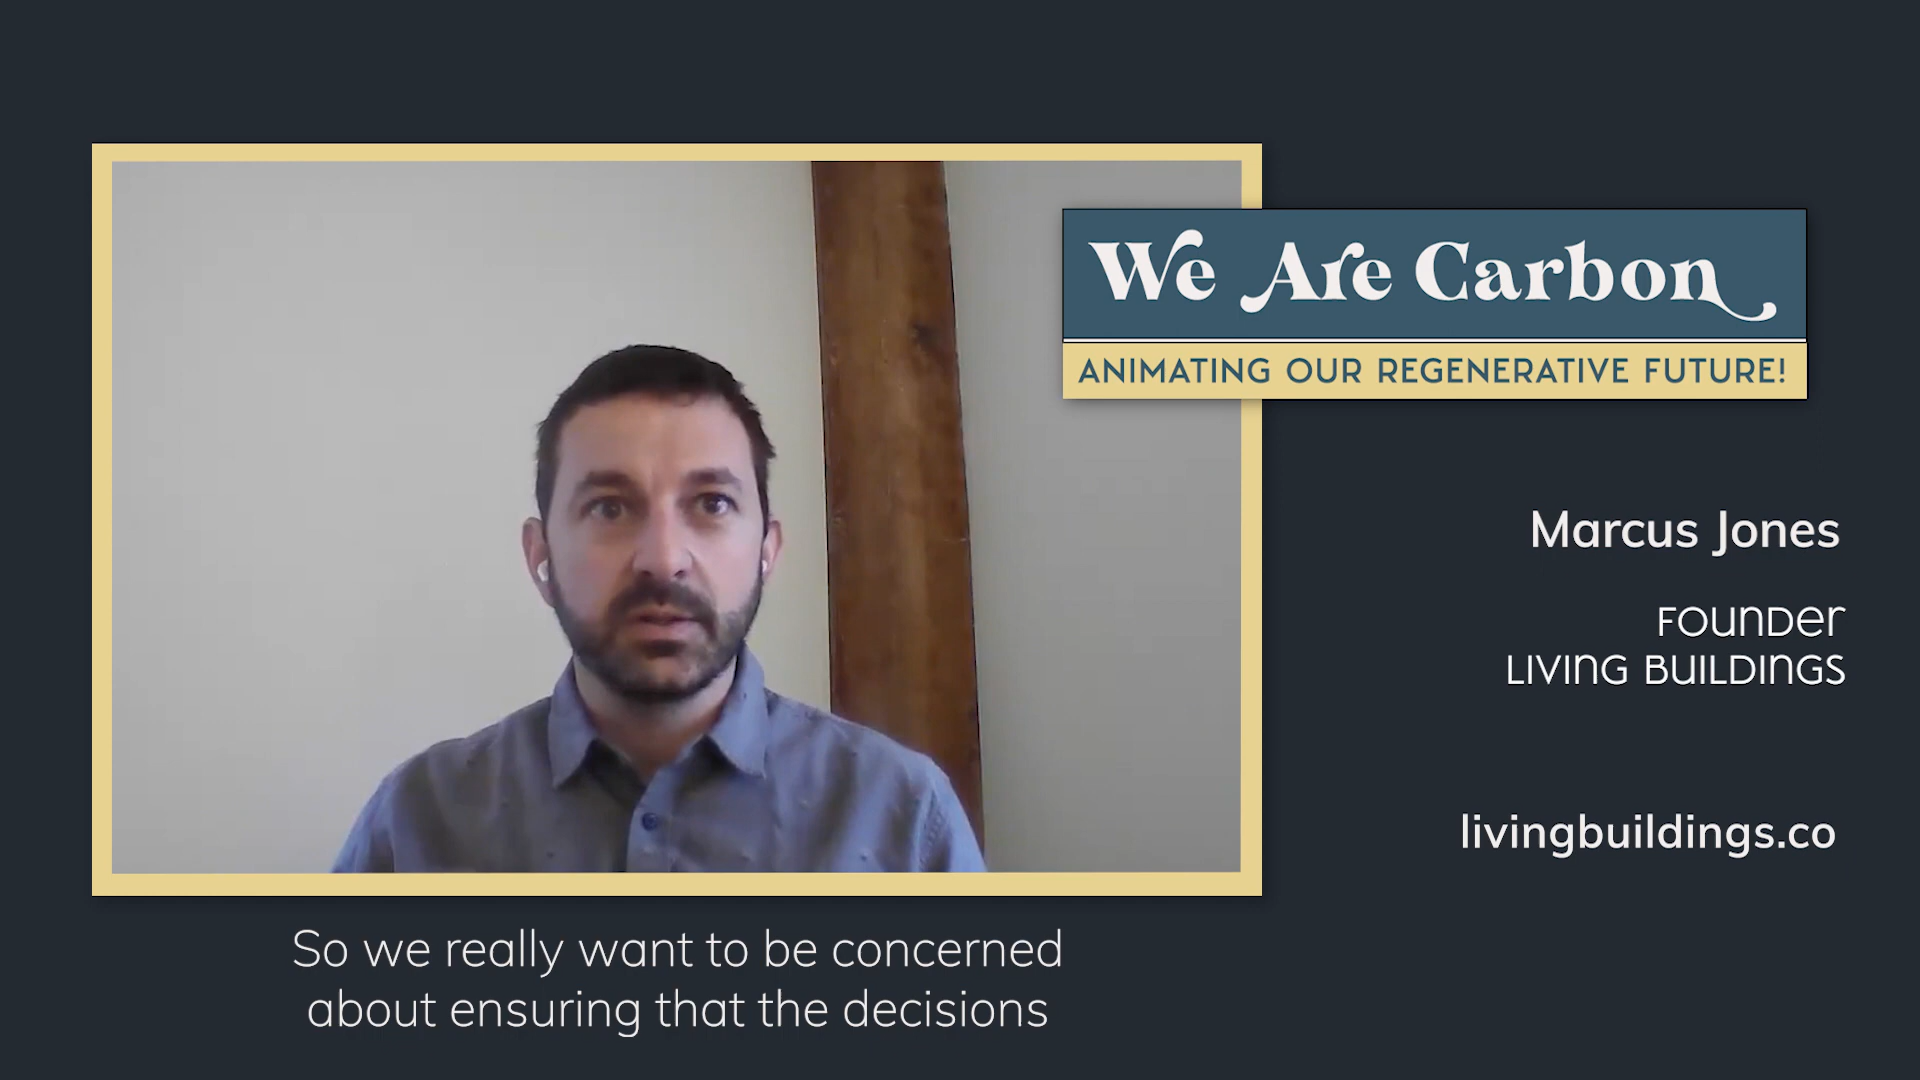 We Are Carbon
ANIMATING OUR REGENERATIVE FUTURE!
Marcus Jones
FOUNDER
LIVING BUILDINGS
livingbuildings.co
So we really want to be concerned
about ensuring that the decisions